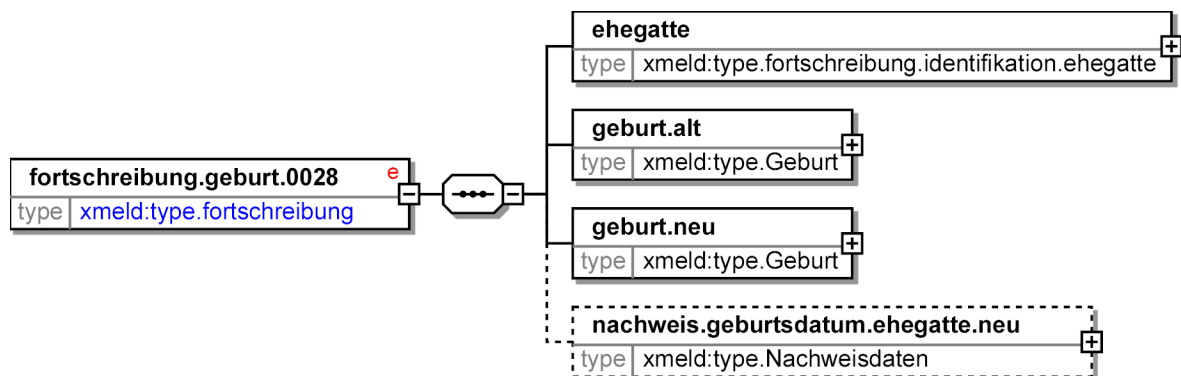 ehegatte
type xmeld:type.fortschreibung.identifikation.ehegatte
geburt.alt
type xmeld:type.Geburt
fortschreibung.geburt.0028 e
type xmeld:type.fortschreibung
geburt.neu
type xmeld:type.Geburt
nachweis.geburtsdatum.ehegatte.neu
type xmeld:type.Nachweisdaten